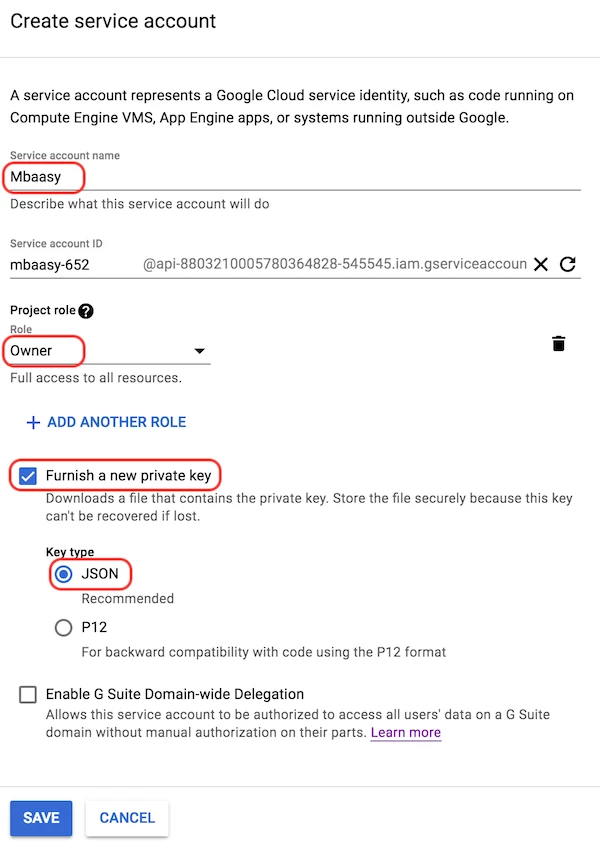 Create service account
A service account represents a Google Cloud service identity, such as code running on
Compute Engine VMS, App Engine apps, or systems running outside Google.
Service account name
Mbaasy
Describe what this service account will do
Service account ID
mbaasy-652 @api-8803210005780364828-545545.iam.gserviceaccoun
Project role ?
Role
Owner
Full access to all resources.
+ ADD ANOTHER ROLE
Furnish a new private key
Downloads a file that contains the private key. Store the file securely because this key
can't be recovered if lost.
Key type
JSON
Recommended
P12
For backward compatibility with code using the P12 format
Enable G Suite Domain-wide Delegation
Allows this service account to be authorized to access all users' data on a G Suite
domain without manual authorization on their parts. Learn more
SAVE CANCEL